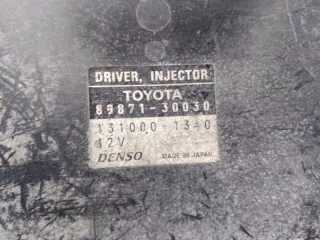 DRIVER, INJECTOR
TOYOTA
89871-30030
131000-1340
12V
DENSO MADE IN JAPAN